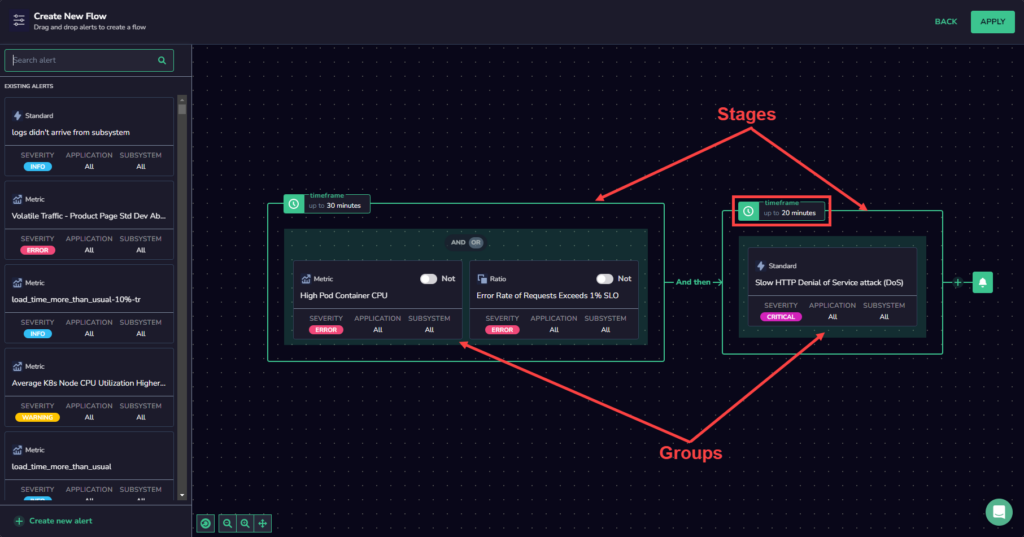 Create New Flow
Drag and drop alerts to create a flow
BACK
APPLY
Search alert
EXISTING ALERTS
Standard
logs didn't arrive from subsystem
SEVERITY APPLICATION SUBSYSTEM
INFO All All
Metric
Volatile Traffic - Product Page Std Dev Ab...
SEVERITY APPLICATION SUBSYSTEM
ERROR All All
Metric
load_time_more_than_usual-10%-tr
SEVERITY APPLICATION SUBSYSTEM
INFO All All
Metric
Average K8s Node CPU Utilization Higher...
SEVERITY APPLICATION SUBSYSTEM
WARNING All All
Metric
load_time_more_than_usual
SEVERITY APPLICATION SUBSYSTEM
INFO All All
Create new alert
Stages
timeframe
up to 30 minutes
AND OR
Metric Not
High Pod Container CPU
SEVERITY APPLICATION SUBSYSTEM
ERROR All All
Ratio Not
Error Rate of Requests Exceeds 1% SLO
SEVERITY APPLICATION SUBSYSTEM
ERROR All All
And then
timeframe
up to 20 minutes
Standard
Slow HTTP Denial of Service attack (DoS)
SEVERITY APPLICATION SUBSYSTEM
CRITICAL All All
Groups